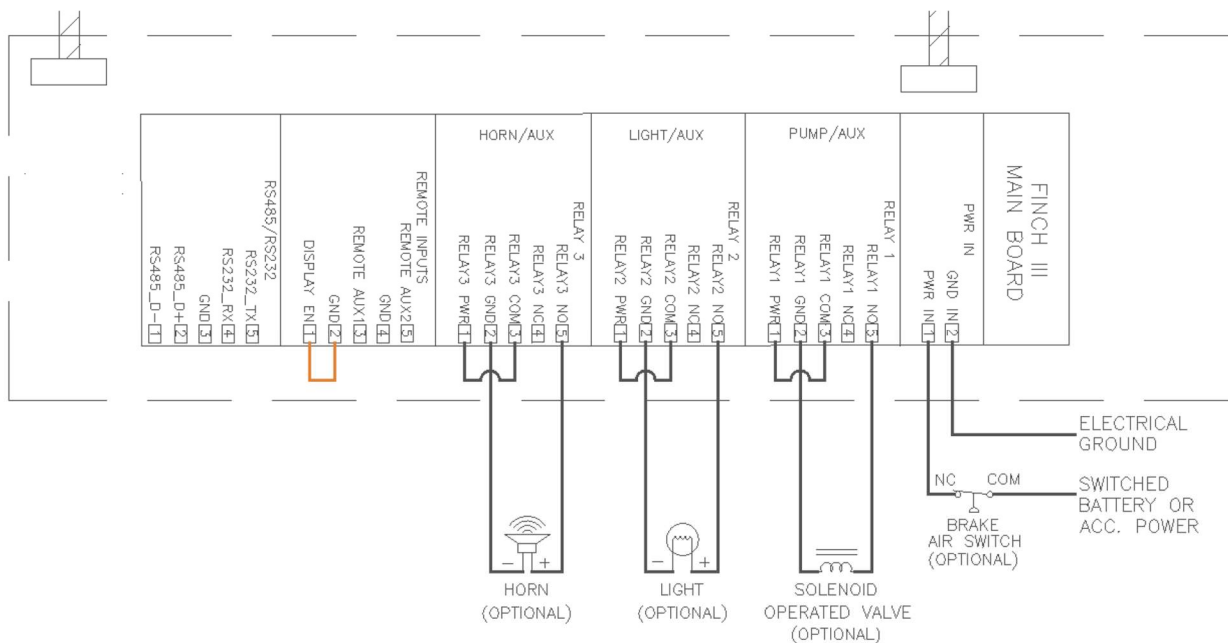 HORN/AUX
LIGHT/AUX
PUMP/AUX
FINCH III
MAIN BOARD
RS485/RS232
RS232_TX 5
RS232_RX 4
GND 3
RS485_D+ 2
RS485_D- 1
REMOTE INPUTS
REMOTE AUX2 5
GND 4
REMOTE AUX1 3
GND 2
DISPLAY EN 1
RELAY 3
RELAY3 NO 5
RELAY3 NC 4
RELAY3 COM 3
RELAY3 GND 2
RELAY3 PWR 1
RELAY 2
RELAY2 NO 5
RELAY2 NC 4
RELAY2 COM 3
RELAY2 GND 2
RELAY2 PWR 1
RELAY 1
RELAY1 NO 5
RELAY1 NC 4
RELAY1 COM 3
RELAY1 GND 2
RELAY1 PWR 1
PWR IN
GND IN 2
PWR IN 1
ELECTRICAL
GROUND
NC COM
SWITCHED
BATTERY OR
ACC. POWER
BRAKE
AIR SWITCH
(OPTIONAL)
- +
HORN
(OPTIONAL)
- +
LIGHT
(OPTIONAL)
SOLENOID
OPERATED VALVE
(OPTIONAL)